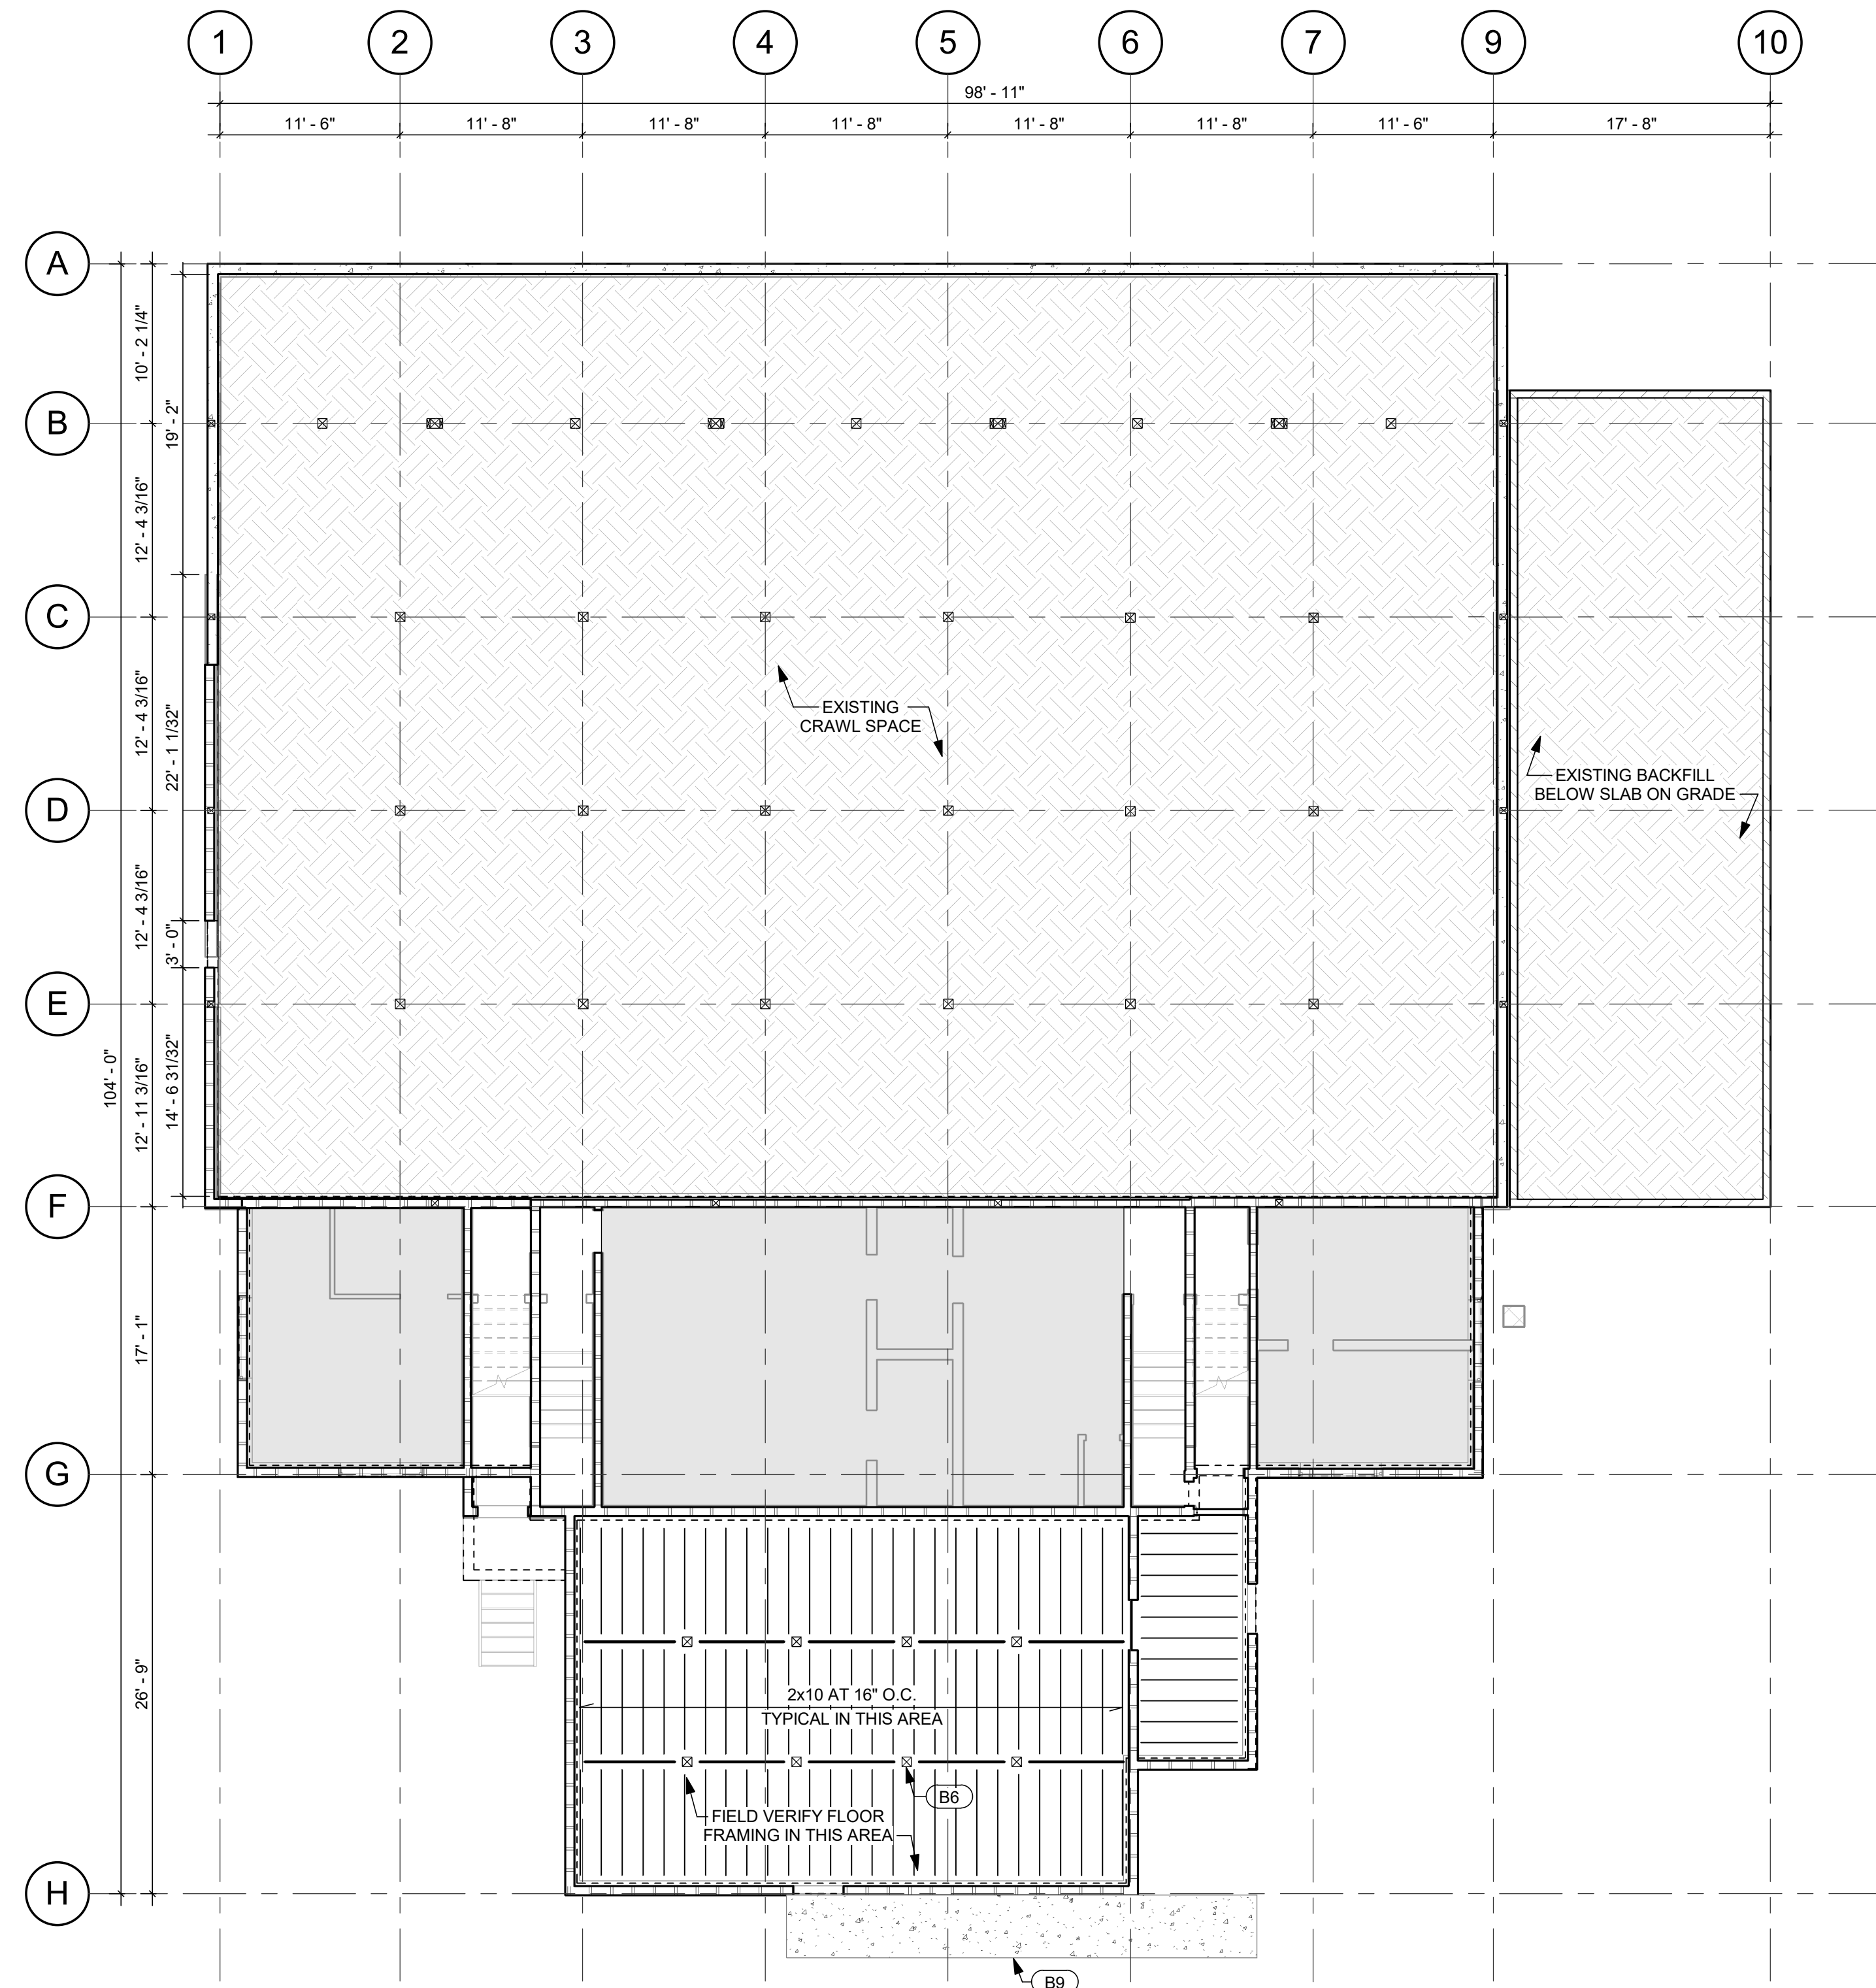 1 2 3 4 5 6 7 9 10
98' - 11"
11' - 6" 11' - 8" 11' - 8" 11' - 8" 11' - 8" 11' - 8" 11' - 6" 17' - 8"
A
10' - 2 1/4"
B
19' - 2"
12' - 4 3/16"
C
12' - 4 3/16"
22' - 1 1/32"
EXISTING
CRAWL SPACE
EXISTING BACKFILL
BELOW SLAB ON GRADE
D
12' - 4 3/16"
3' - 0"
E
104' - 0"
12' - 11 3/16"
14' - 6 31/32"
F
17' - 1"
G
26' - 9"
2x10 AT 16" O.C.
TYPICAL IN THIS AREA
B6
FIELD VERIFY FLOOR
FRAMING IN THIS AREA
H
B9